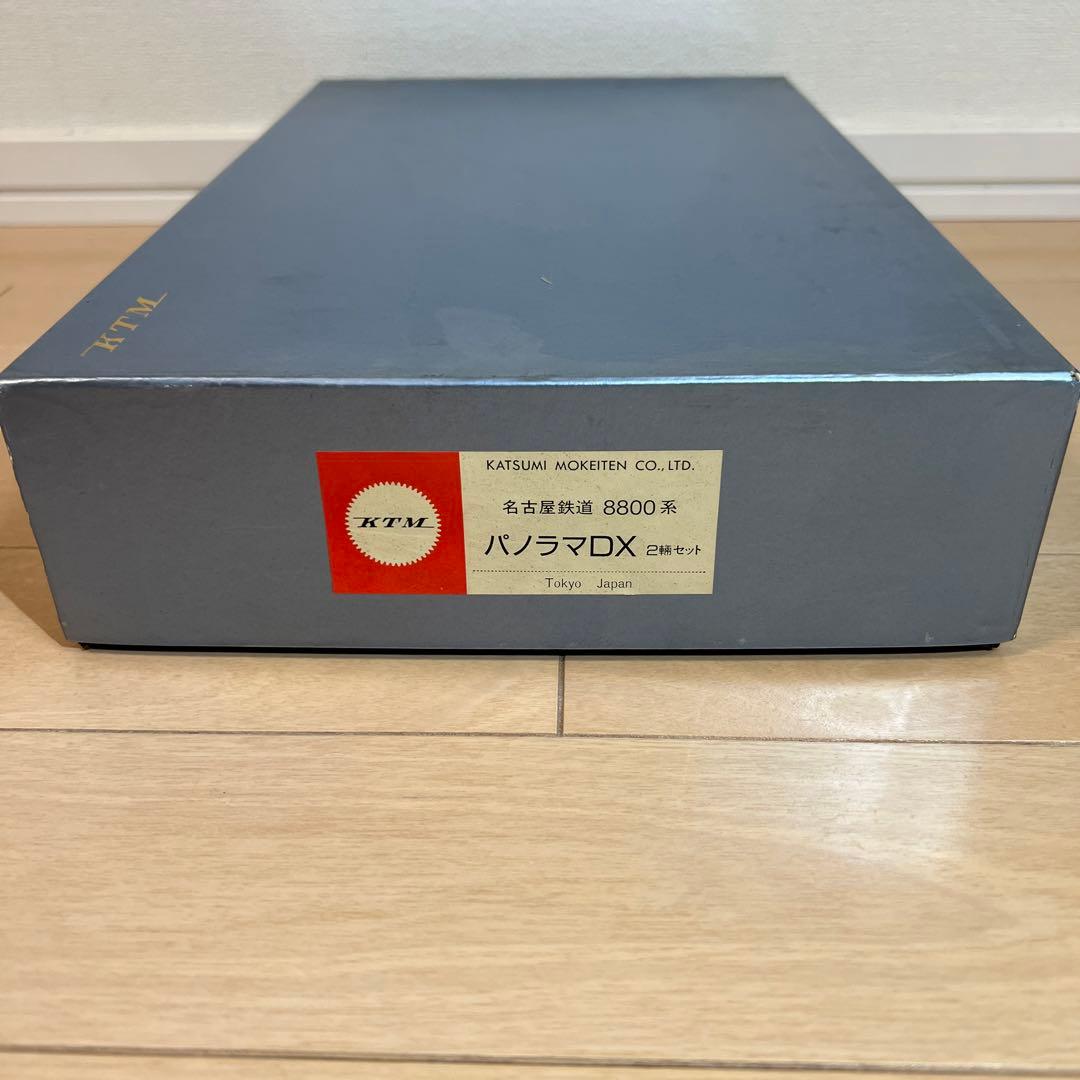 KTM
KATSUMI MOKEITEN CO., LTD.
名古屋鉄道 8800系
KTM
パノラマDX 2輌セット
Tokyo Japan